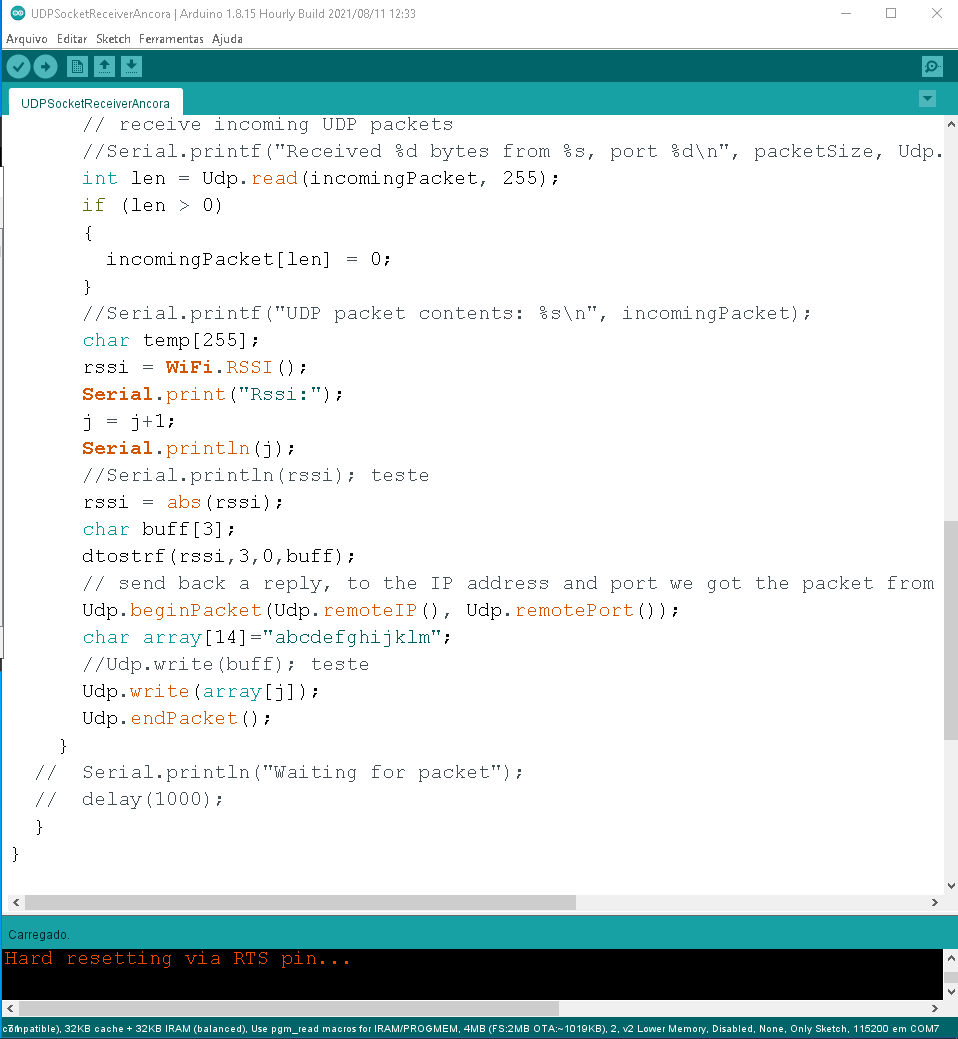 UDPSocketReceiverAncora | Arduino 1.8.15 Hourly Build 2021/08/11 12:33
Arquivo Editar Sketch Ferramentas Ajuda
UDPSocketReceiverAncora
// receive incoming UDP packets
//Serial.printf("Received %d bytes from %s, port %d\n", packetSize, Udp.
int len = Udp.read(incomingPacket, 255);
if (len > 0)
{
incomingPacket[len] = 0;
}
//Serial.printf("UDP packet contents: %s\n", incomingPacket);
char temp[255];
rssi = WiFi.RSSI();
Serial.print("Rssi:");
j = j+1;
Serial.println(j);
//Serial.println(rssi); teste
rssi = abs(rssi);
char buff[3];
dtostrf(rssi,3,0,buff);
// send back a reply, to the IP address and port we got the packet from
Udp.beginPacket(Udp.remoteIP(), Udp.remotePort());
char array[14]="abcdefghijklm";
//Udp.write(buff); teste
Udp.write(array[j]);
Udp.endPacket();
}
// Serial.println("Waiting for packet");
// delay(1000);
}
}
Carregado.
Hard resetting via RTS pin...
, 32KB cache + 32KB IRAM (balanced), Use pgm_read macros for IRAM/PROGMEM, 4MB (FS:2MB OTA:~1019KB), 2, v2 Lower Memory, Disabled, None, Only Sketch, 115200 em COM7